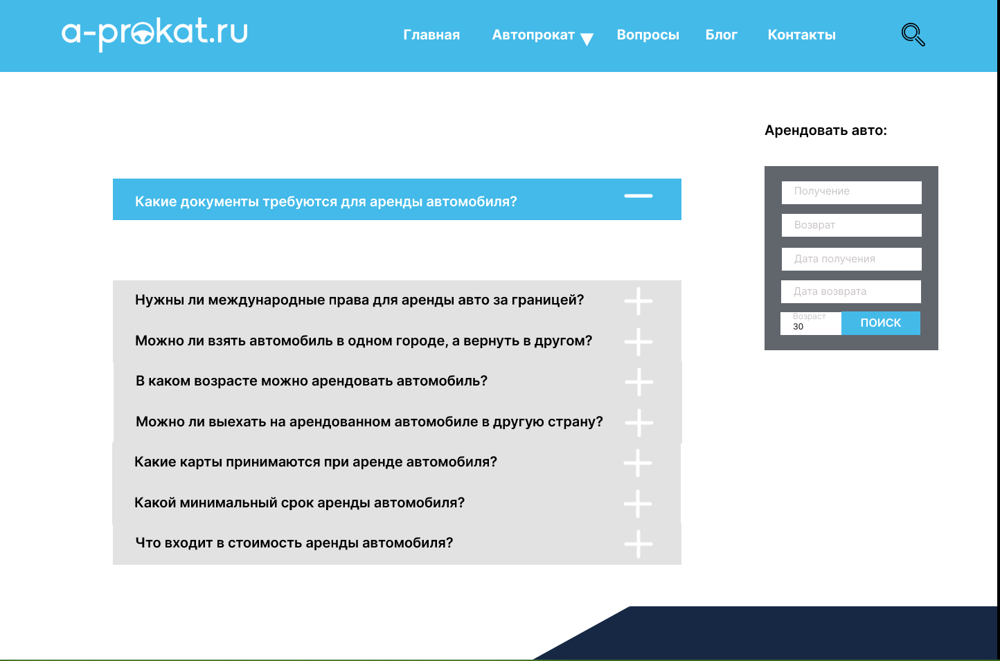 a-prokat.ru
Главная Автопрокат Вопросы Блог Контакты
Арендовать авто:
Какие документы требуются для аренды автомобиля?
Нужны ли международные права для аренды авто за границей?
Можно ли взять автомобиль в одном городе, а вернуть в другом?
В каком возрасте можно арендовать автомобиль?
Можно ли выехать на арендованном автомобиле в другую страну?
Какие карты принимаются при аренде автомобиля?
Какой минимальный срок аренды автомобиля?
Что входит в стоимость аренды автомобиля?
Получение
Возврат
Дата получения
Дата возврата
Возраст
30
ПОИСК